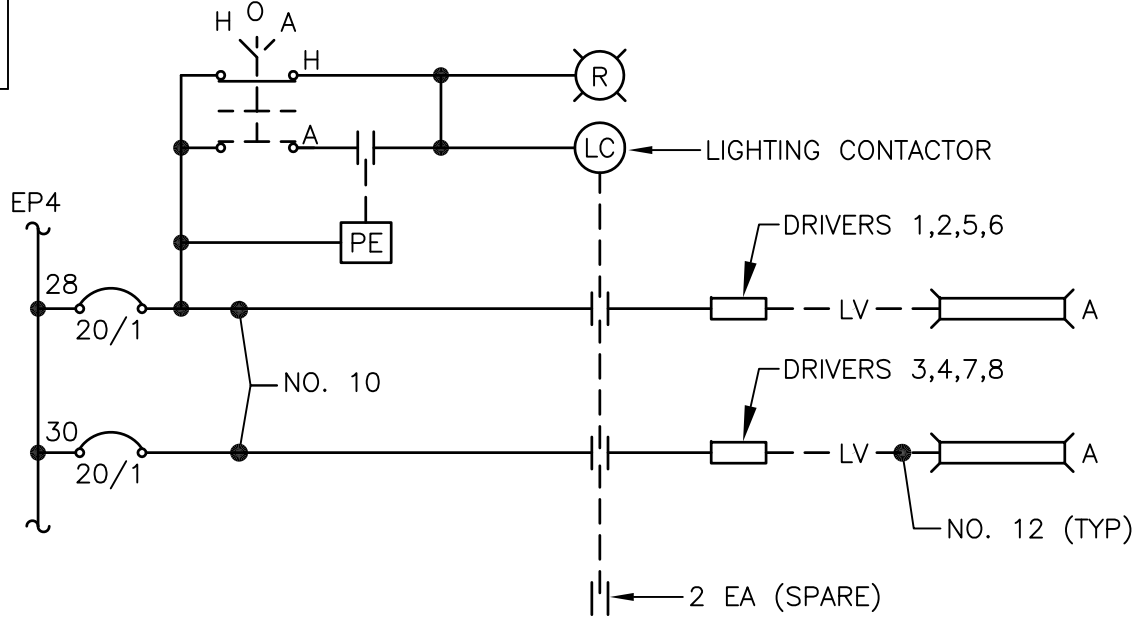 H O A
H
R
A
LC
LIGHTING CONTACTOR
EP4
PE
DRIVERS 1,2,5,6
28
20/1
LV
A
NO. 10
DRIVERS 3,4,7,8
30
20/1
LV
A
NO. 12 (TYP)
2 EA (SPARE)